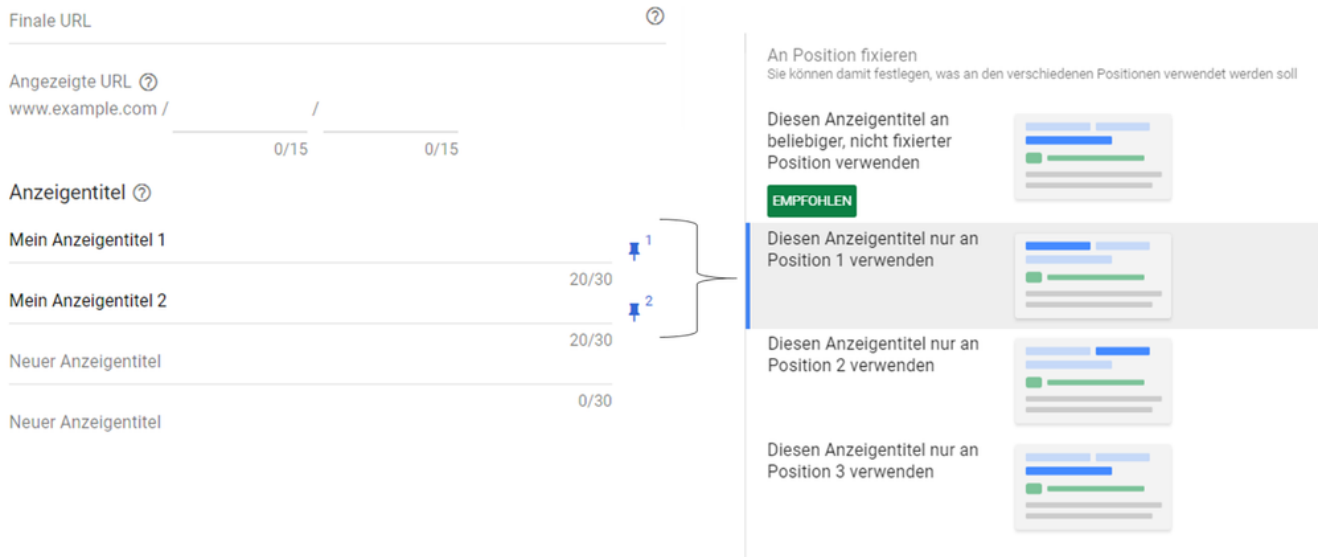 Finale URL
Angezeigte URL
www.example.com / /
0/15 0/15
Anzeigentitel
Mein Anzeigentitel 1
1
20/30
Mein Anzeigentitel 2
2
20/30
Neuer Anzeigentitel
0/30
Neuer Anzeigentitel
An Position fixieren
Sie können damit festlegen, was an den verschiedenen Positionen verwendet werden soll
Diesen Anzeigentitel an
beliebiger, nicht fixierter
Position verwenden
EMPFOHLEN
Diesen Anzeigentitel nur an
Position 1 verwenden
Diesen Anzeigentitel nur an
Position 2 verwenden
Diesen Anzeigentitel nur an
Position 3 verwenden